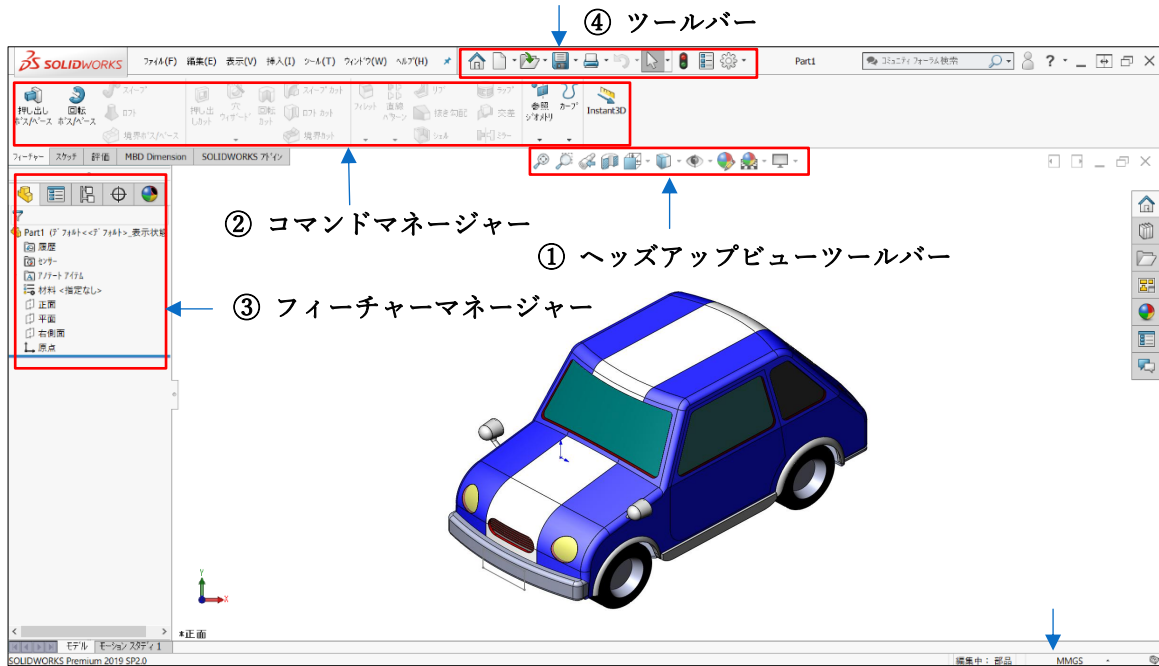 ④ ツールバー
SOLIDWORKS ファイル(F) 編集(E) 表示(V) 挿入(I) ツール(T) ウィンドウ(W) ヘルプ(H) Part1 コミュニティ フォーラム検索
押し出し ボス/ベース 回転 ボス/ベース スイープ ロフト 境界ボス/ベース
押し出し カット 穴 ウィザード 回転 カット スイープ カット ロフト カット 境界カット
フィレット 直線 パターン リブ 抜き勾配 シェル ラップ 交差 ミラー
参照 ジオメトリ カーブ Instant3D
フィーチャー スケッチ 評価 MBD Dimension SOLIDWORKS アドイン
② コマンドマネージャー
① ヘッズアップビューツールバー
③ フィーチャーマネージャー
Part1 (デフォルト<<デフォルト>_表示状態
履歴
センサー
アノテート アイテム
材料 <指定なし>
正面
平面
右側面
原点
Y
X
*正面
モデル モーション スタディ 1
SOLIDWORKS Premium 2019 SP2.0 編集中: 部品 MMGS